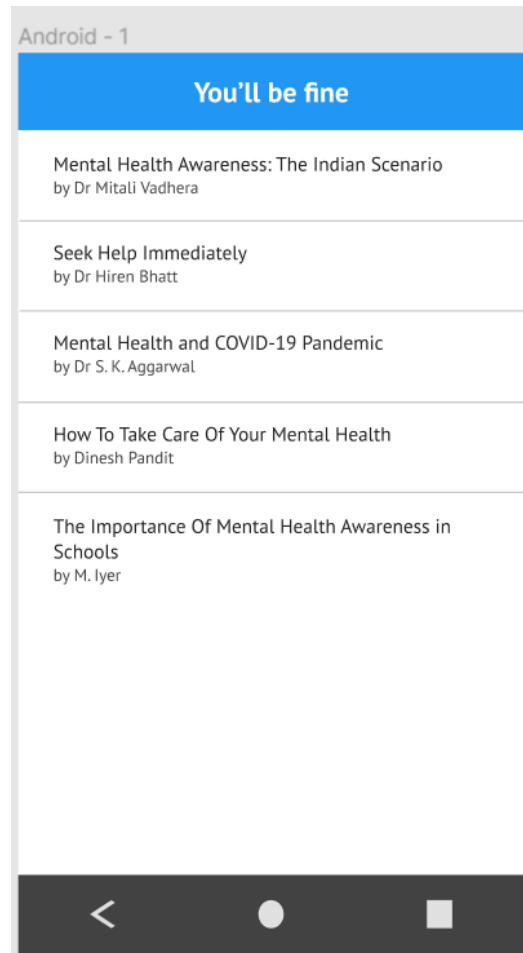 Android - 1
You’ll be fine
Mental Health Awareness: The Indian Scenario
by Dr Mitali Vadhera
Seek Help Immediately
by Dr Hiren Bhatt
Mental Health and COVID-19 Pandemic
by Dr S. K. Aggarwal
How To Take Care Of Your Mental Health
by Dinesh Pandit
The Importance Of Mental Health Awareness in
Schools
by M. Iyer